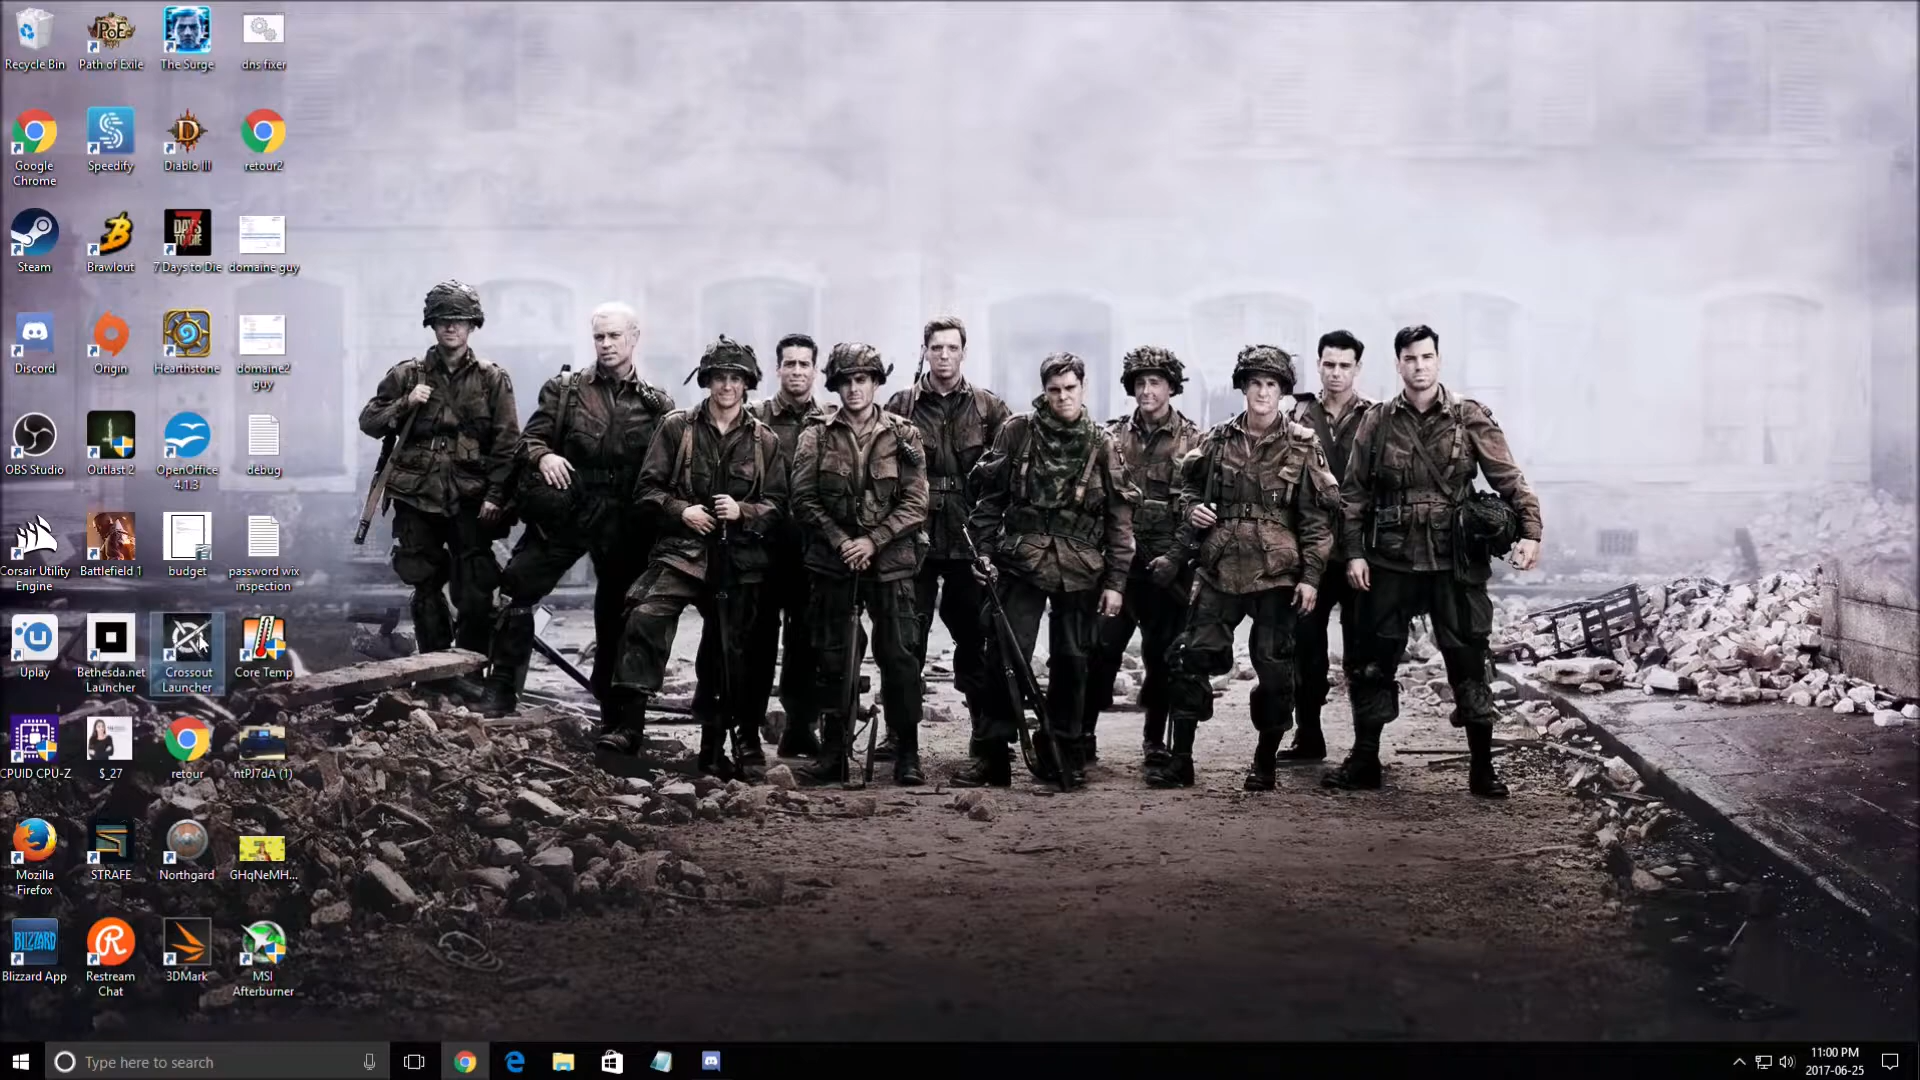 Recycle Bin
Path of Exile
The Surge
dns fixer
Google
Chrome
Speedify
Diablo III
retour2
Steam
Brawlout
7 Days to Die
domaine guy
Discord
Origin
Hearthstone
domaine2
guy
OBS Studio
Outlast 2
OpenOffice
4.1.3
debug
Corsair Utility
Engine
Battlefield 1
budget
password wix
inspection
Uplay
Bethesda.net
Launcher
Crossout
Launcher
Core Temp
CPUID CPU-Z
$_27
retour
ntPJ7dA (1)
Mozilla
Firefox
STRAFE
Northgard
GHqNeMH...
BLIZZARD
Blizzard App
Restream
Chat
3DMark
MSI
Afterburner
Type here to search
11:00 PM
2017-06-25